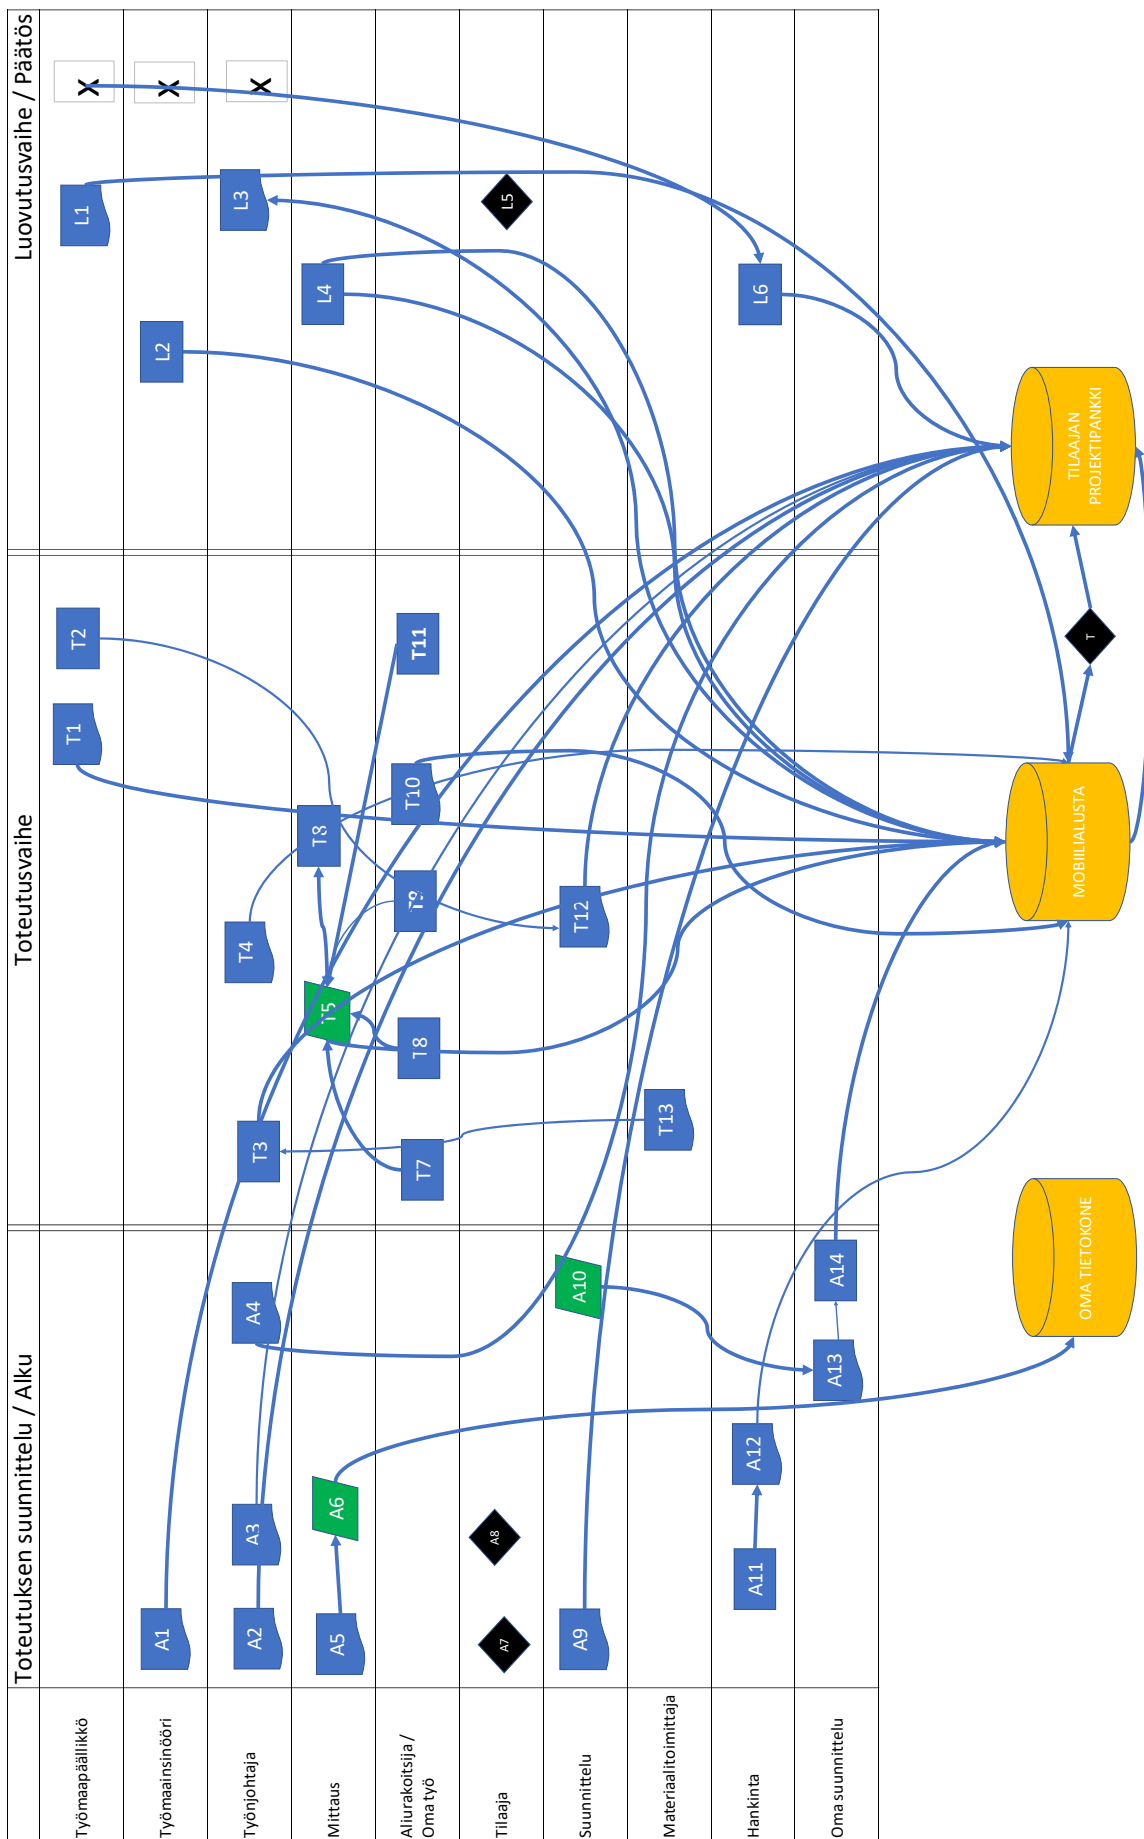 Toteutuksen suunnittelu / Alku
Toteutusvaihe
Luovutusvaihe / Päätös
Työmaapäällikkö
T1
T2
L1
X
Työmainsinööri
A1
L2
X
Työnjohtaja
A2
A3
A4
T3
T4
L3
X
Mittaus
A5
A6
T5
T8
L4
Aliurakoitsija /
Oma työ
T7
T8
T9
T10
T11
Tilaaja
A7
A8
L5
Suunnittelu
A9
A10
T12
Materiaalitoimittaja
T13
Hankinta
A11
A12
L6
Oma suunnittelu
A13
A14
OMA TIETOKONE
MOBIILIALUSTA
T
TILAAJAN
PROJEKTIPANKKI